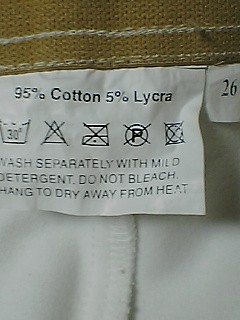 95% Cotton 5% Lycra
26
30°
P
WASH SEPARATELY WITH MILD
DETERGENT. DO NOT BLEACH.
HANG TO DRY AWAY FROM HEAT